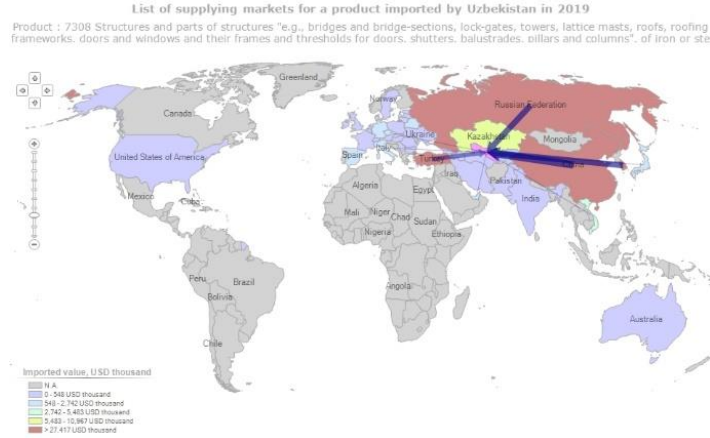 List of supplying markets for a product imported by Uzbekistan in 2019
Product : 7308 Structures and parts of structures "e.g., bridges and bridge-sections, lock-gates, towers, lattice masts, roofs, roofing
frameworks, doors and windows and their frames and thresholds for doors, shutters, balustrades, pillars and columns", of iron or ste
Greenland
Norway
Russian Federation
Canada
Ukraine
Kazakhstan
Mongolia
United States of America
Spain
Italy
Turkey
China
Iraq
Mexico
Cuba
Algeria
Egypt
Pakistan
India
Mali
Niger
Chad
Sudan
Nigeria
Ethiopia
Peru
Brazil
Angola
Bolivia
Australia
Chile
Imported value, USD thousand
N.A.
0 - 548 USD thousand
548 - 2,742 USD thousand
2,742 - 5,483 USD thousand
5,483 - 10,967 USD thousand
> 27,417 USD thousand